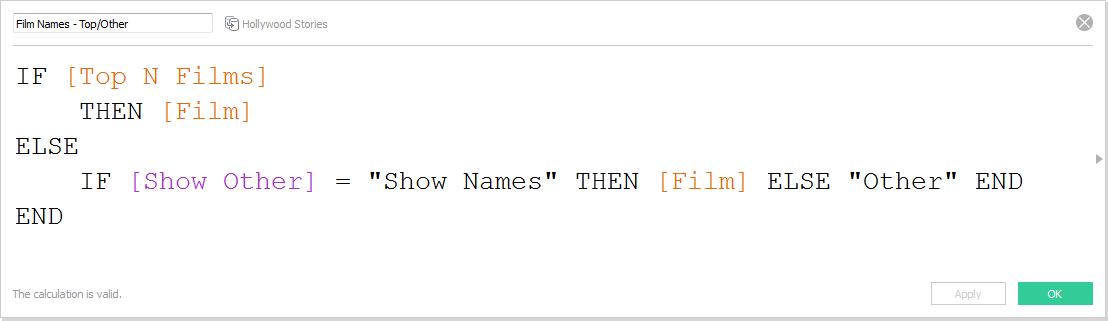 Film Names - Top/Other Hollywood Stories
IF [Top N Films]
THEN [Film]
ELSE
IF [Show Other] = "Show Names" THEN [Film] ELSE "Other" END
END
The calculation is valid. Apply OK